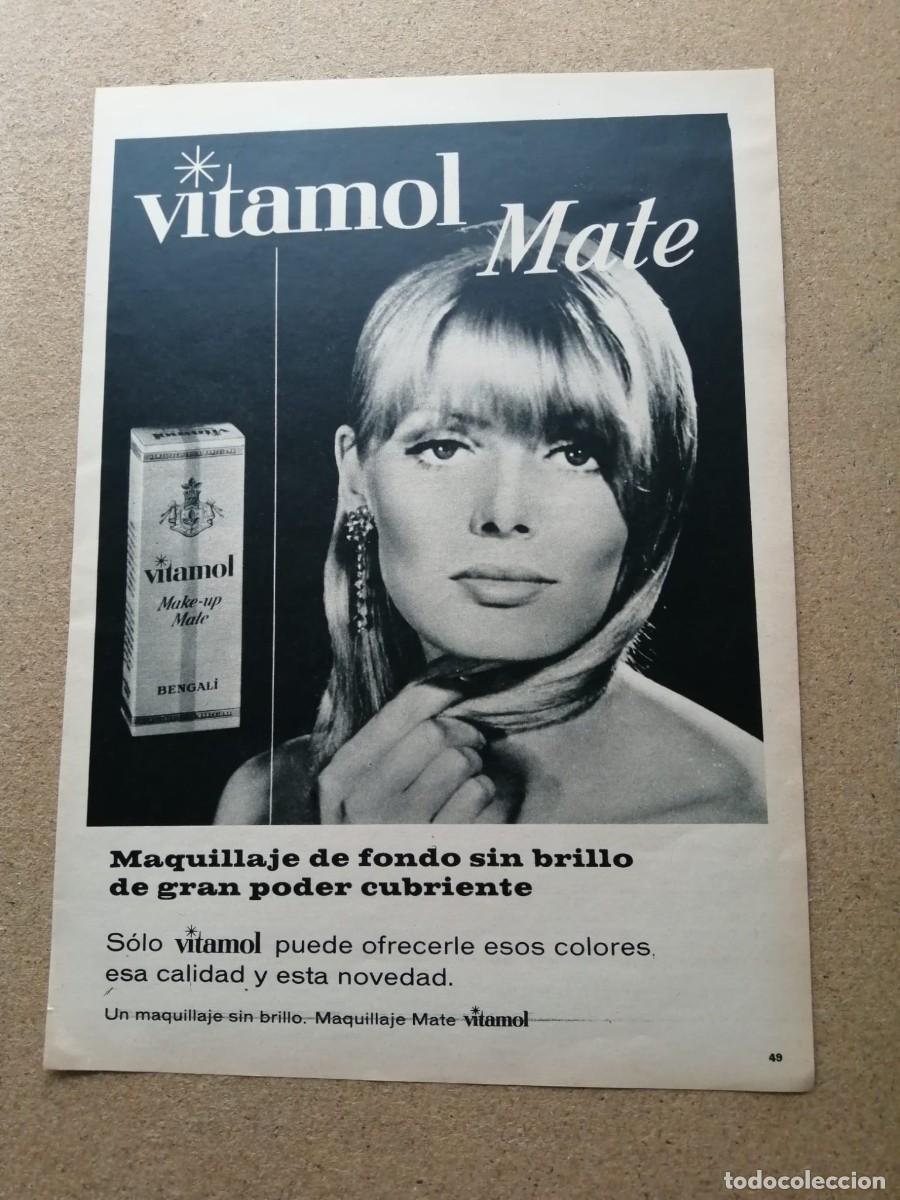 vitamol
Mate
vitamol
vitamol
Make-up
Mate
BENGALÍ
Maquillaje de fondo sin brillo
de gran poder cubriente
Sólo vitamol puede ofrecerle esos colores,
esa calidad y esta novedad.
Un maquillaje sin brillo. Maquillaje Mate vitamol
49
todocoleccion